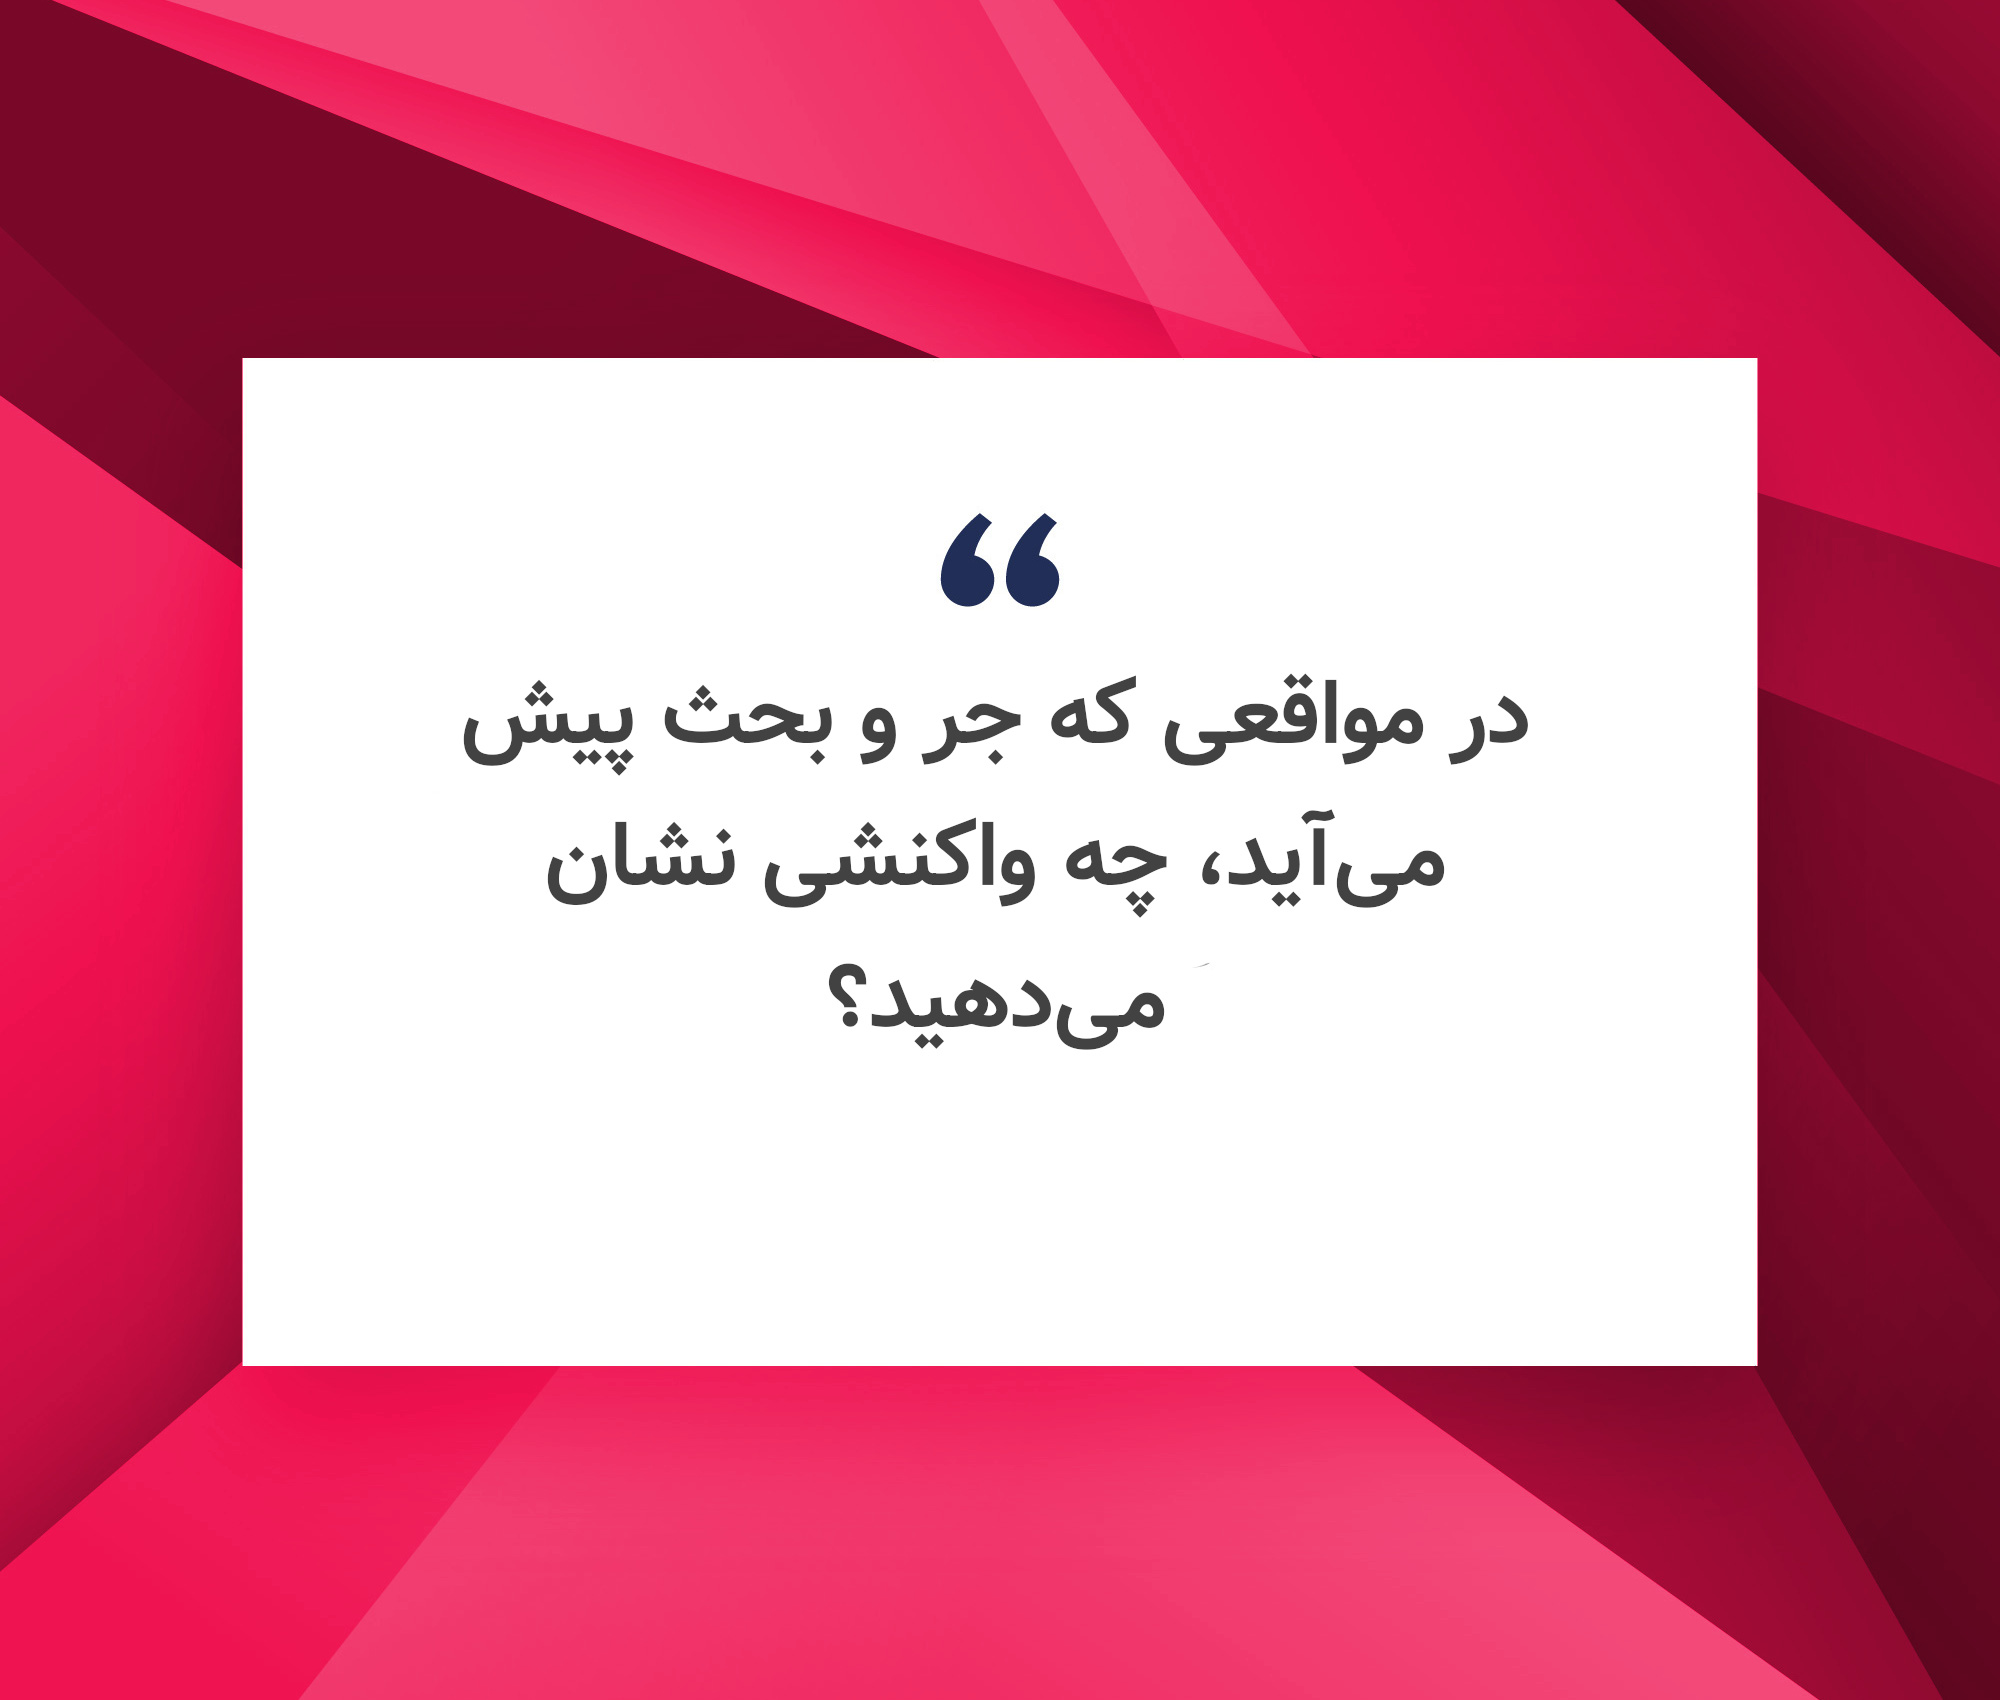 “
در مواقعی که جر و بحث پیش
می‌آید، چه واکنشی نشان
می‌دهید؟